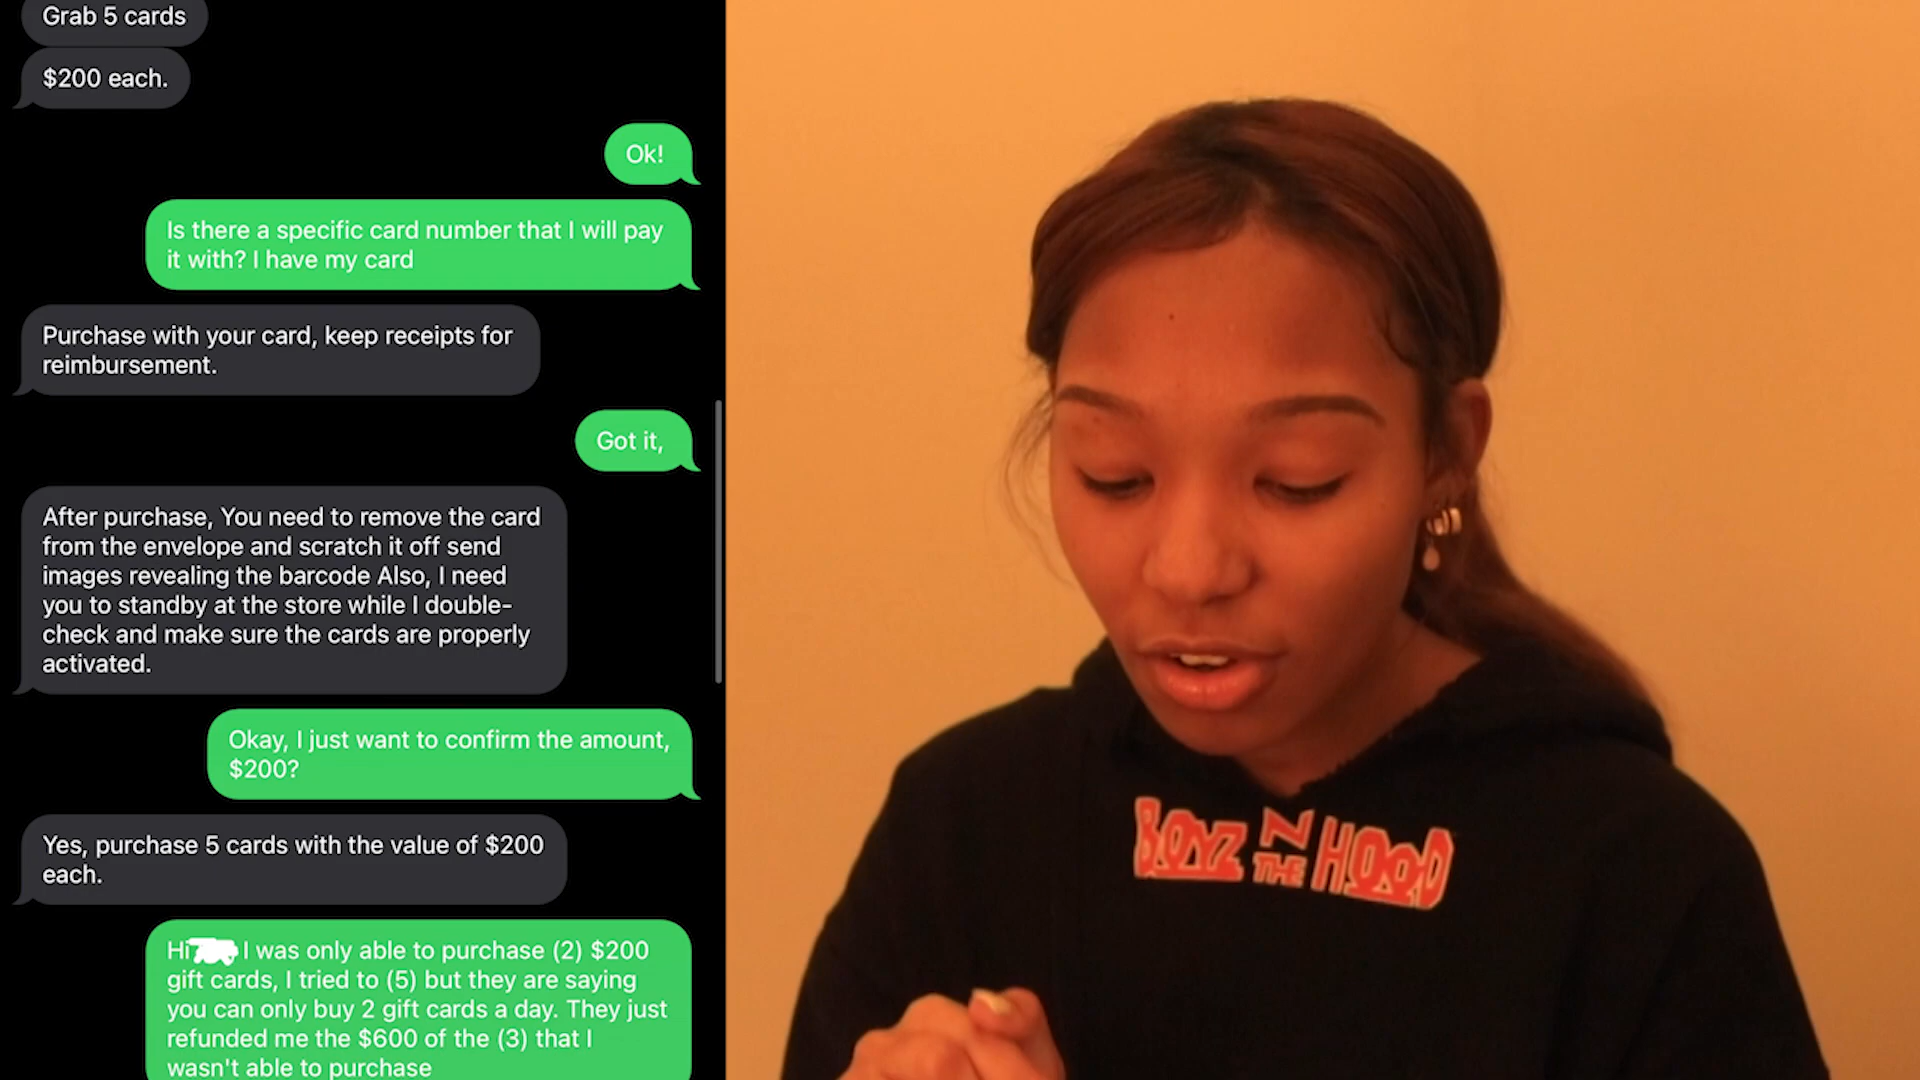 Grab 5 cards
$200 each.
Ok!
Is there a specific card number that I will pay
it with? I have my card
Purchase with your card, keep receipts for
reimbursement.
Got it,
After purchase, You need to remove the card
from the envelope and scratch it off send
images revealing the barcode Also, I need
you to standby at the store while I double-
check and make sure the cards are properly
activated.
Okay, I just want to confirm the amount,
$200?
Yes, purchase 5 cards with the value of $200
each.
Hi I was only able to purchase (2) $200
gift cards, I tried to (5) but they are saying
you can only buy 2 gift cards a day. They just
refunded me the $600 of the (3) that I
wasn't able to purchase
BOYZ N THE HOOD